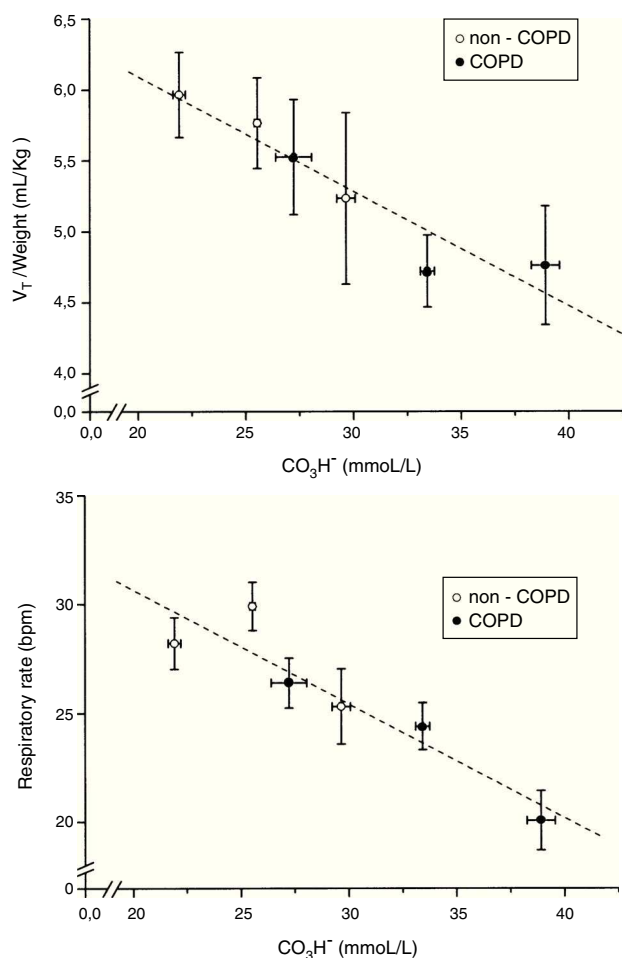 6,5
non - COPD
COPD
6,0
5,5
5,0
4,5
4,0
0,0
V_T /Weight (mL/Kg )
0,0 20 25 30 35 40
CO₃H⁻ (mmoL/L)
35
non - COPD
COPD
30
25
20
0
Respiratory rate (bpm)
0,0 20 25 30 35 40
CO₃H⁻ (mmoL/L)